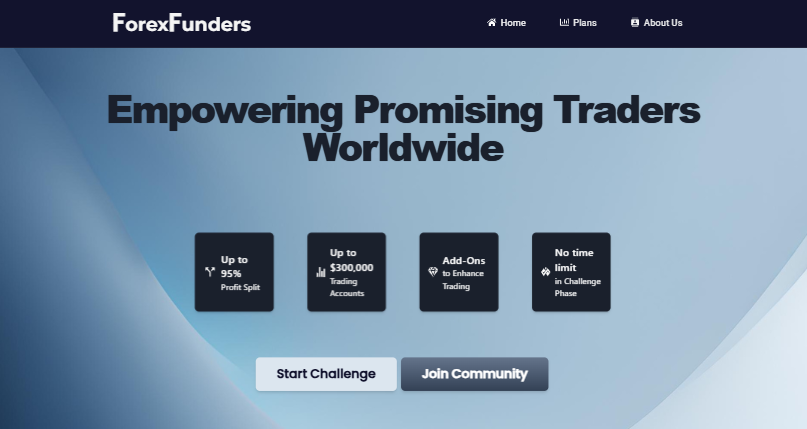 ForexFunders
Home
Plans
About Us
Empowering Promising Traders
Worldwide
Up to
95%
Profit Split
Up to
$300,000
Trading
Accounts
Add-Ons
to Enhance
Trading
No time
limit
in Challenge
Phase
Start Challenge
Join Community